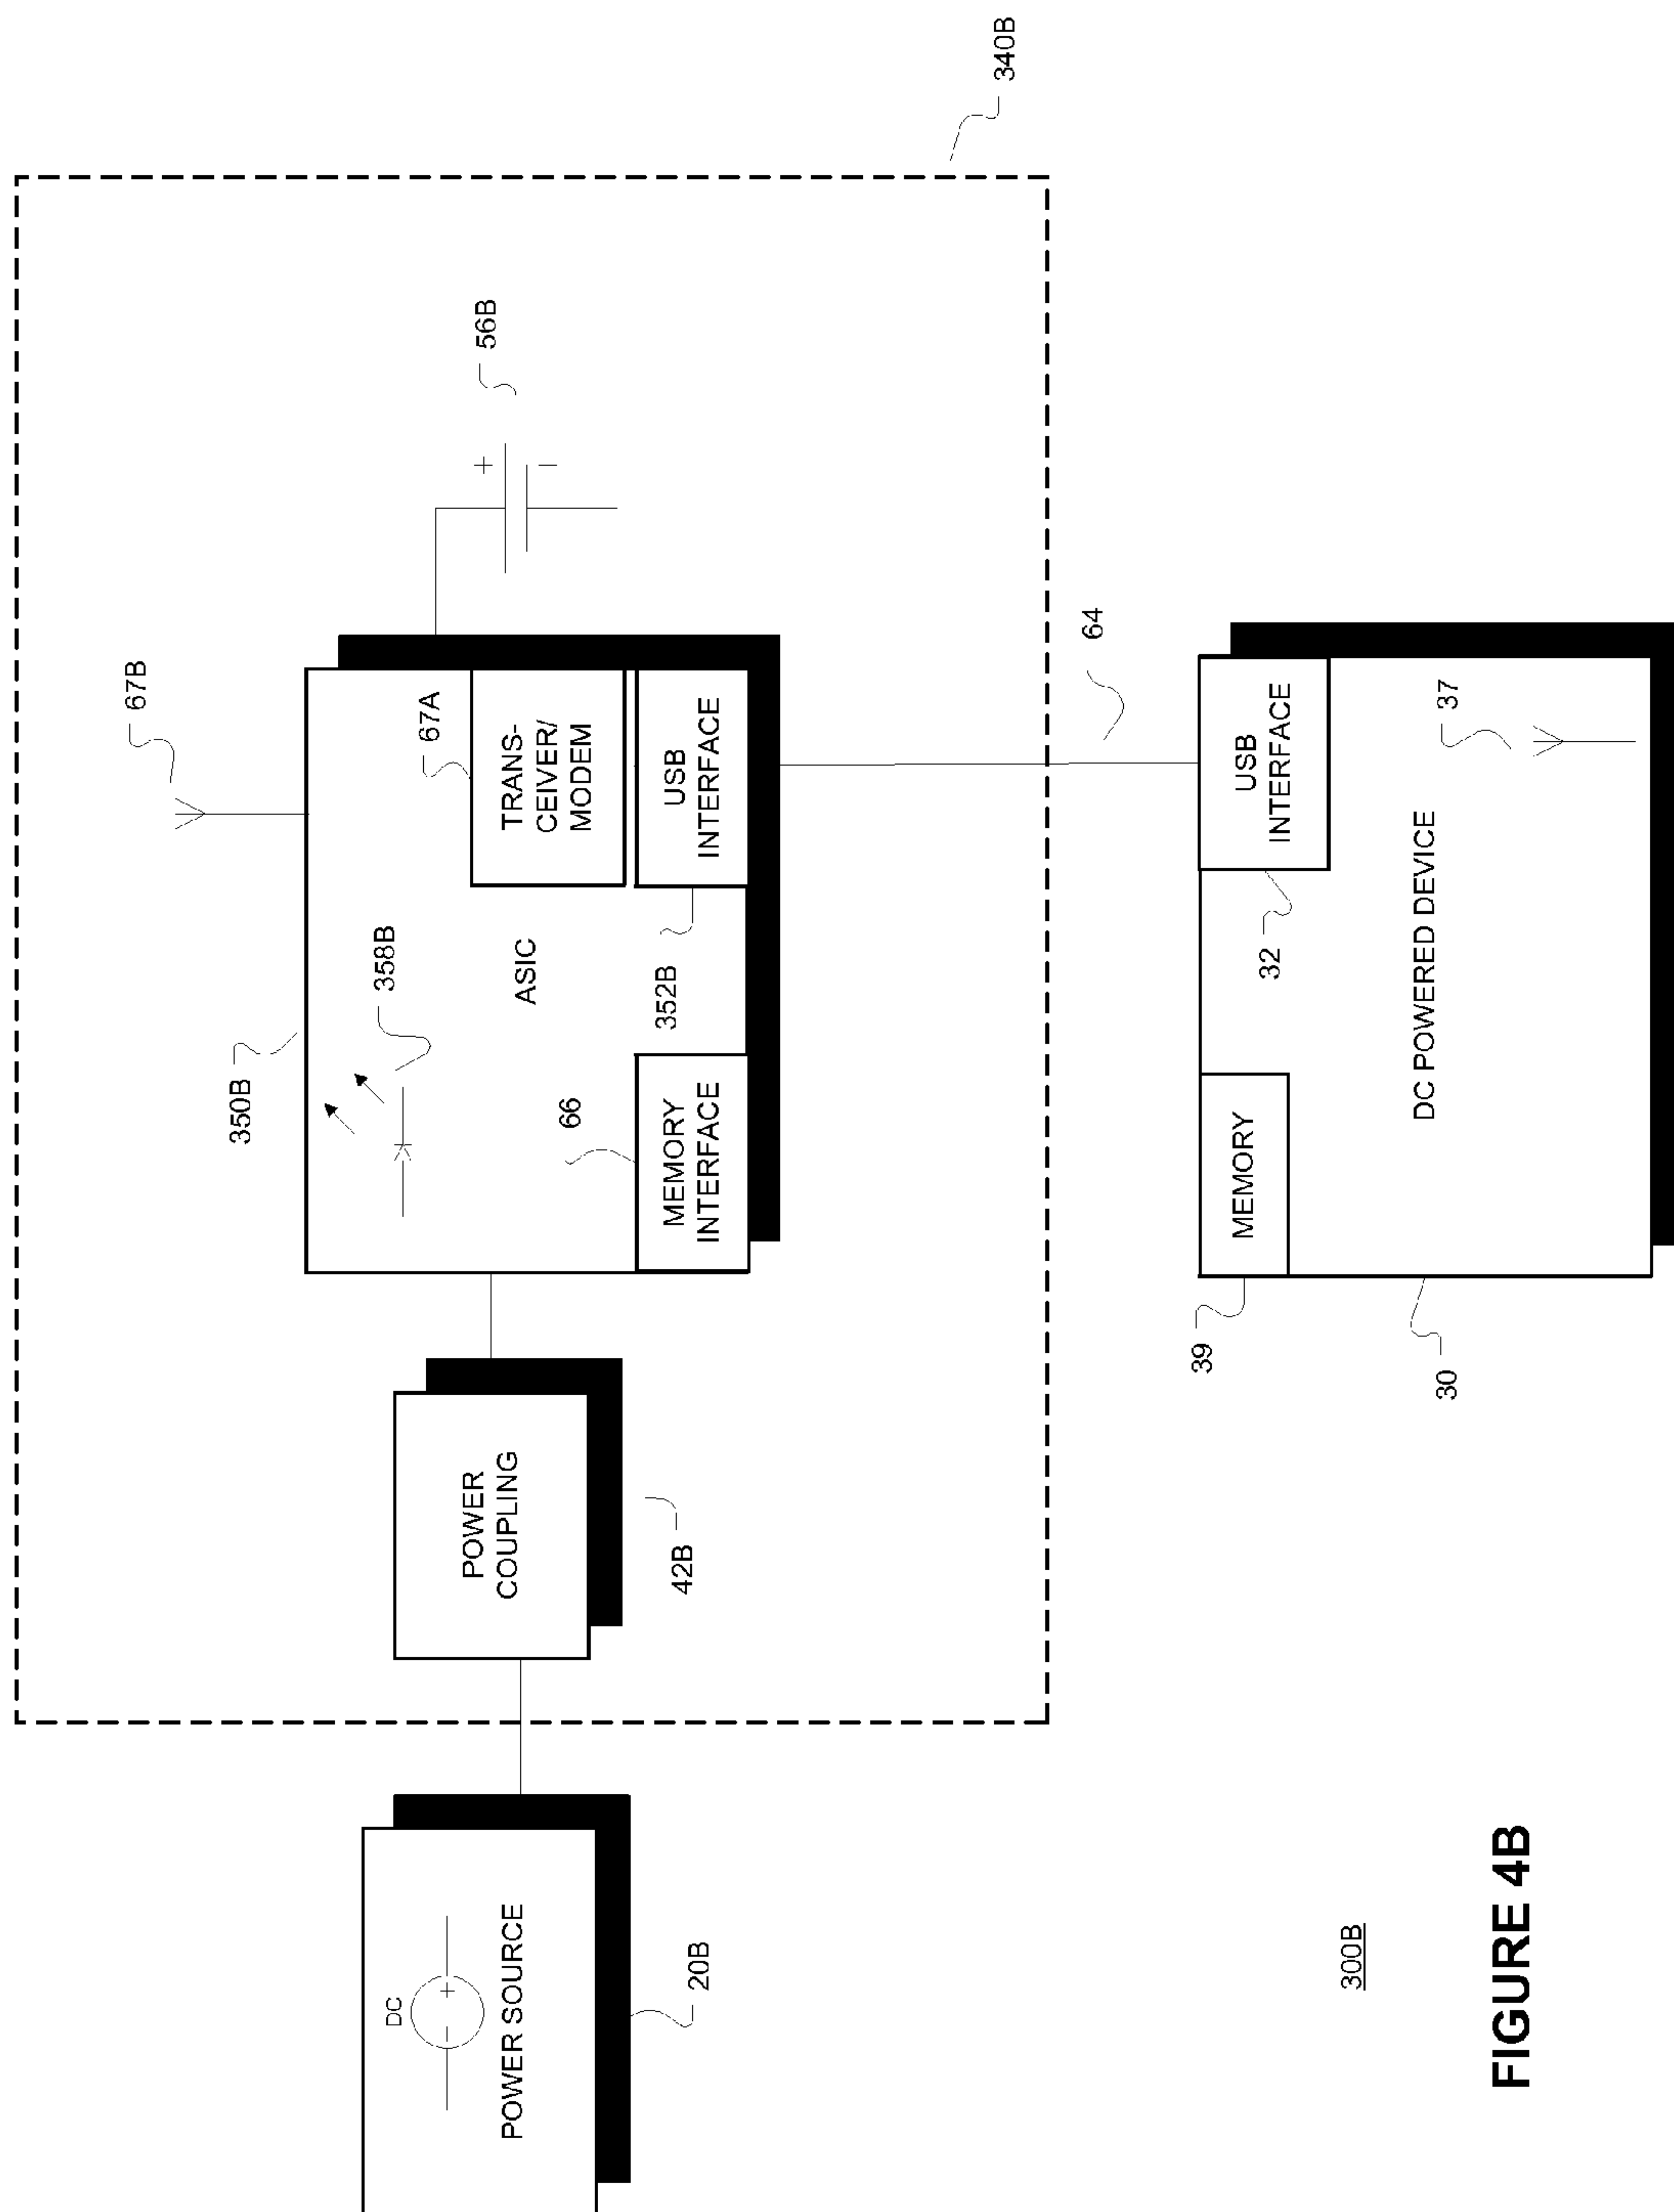 340B
67B
56B
350B
358B
67A
TRANS-
CEIVER/
MODEM
ASIC
66
352B
MEMORY
INTERFACE
USB
INTERFACE
+
–
64
POWER
COUPLING
42B
DC
– +
POWER SOURCE
20B
39
MEMORY
32
USB
INTERFACE
37
DC POWERED DEVICE
30
300B
FIGURE 4B